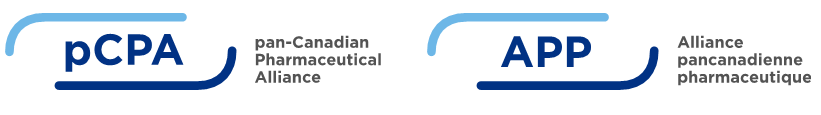 pCPA
pan-Canadian
Pharmaceutical
Alliance
APP
Alliance
pancanadienne
pharmaceutique